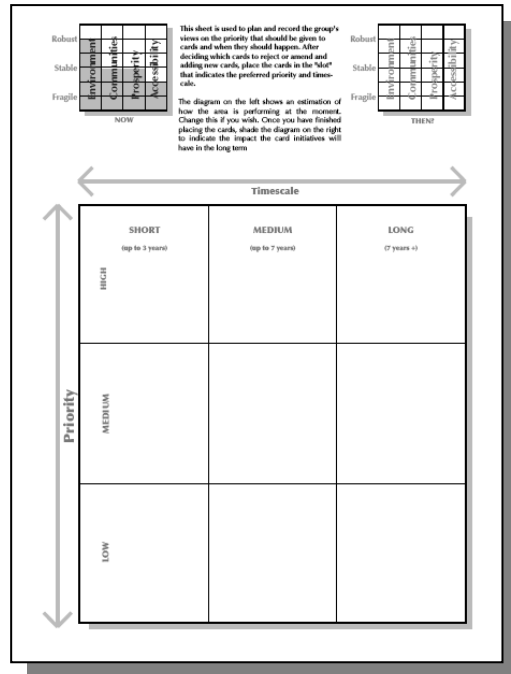 Robust
Stable
Fragile
Environment
Communities
Prosperity
Accessibility
NOW
This sheet is used to plan and record the group's
views on the priority that should be given to
cards and when they should happen. After
deciding which cards to reject or amend and
adding new cards, place the cards in the "slot"
that indicates the preferred priority and times-
cale.
The diagram on the left shows an estimation of
how the area is performing at the moment.
Change this if you wish. Once you have finished
placing the cards, shade the diagram on the right
to indicate the impact the card initiatives will
have in the long term
Robust
Stable
Fragile
Environment
Communities
Prosperity
Accessibility
THEN?
Timescale
SHORT
(up to 3 years)
MEDIUM
(up to 7 years)
LONG
(7 years +)
Priority
HIGH
MEDIUM
LOW